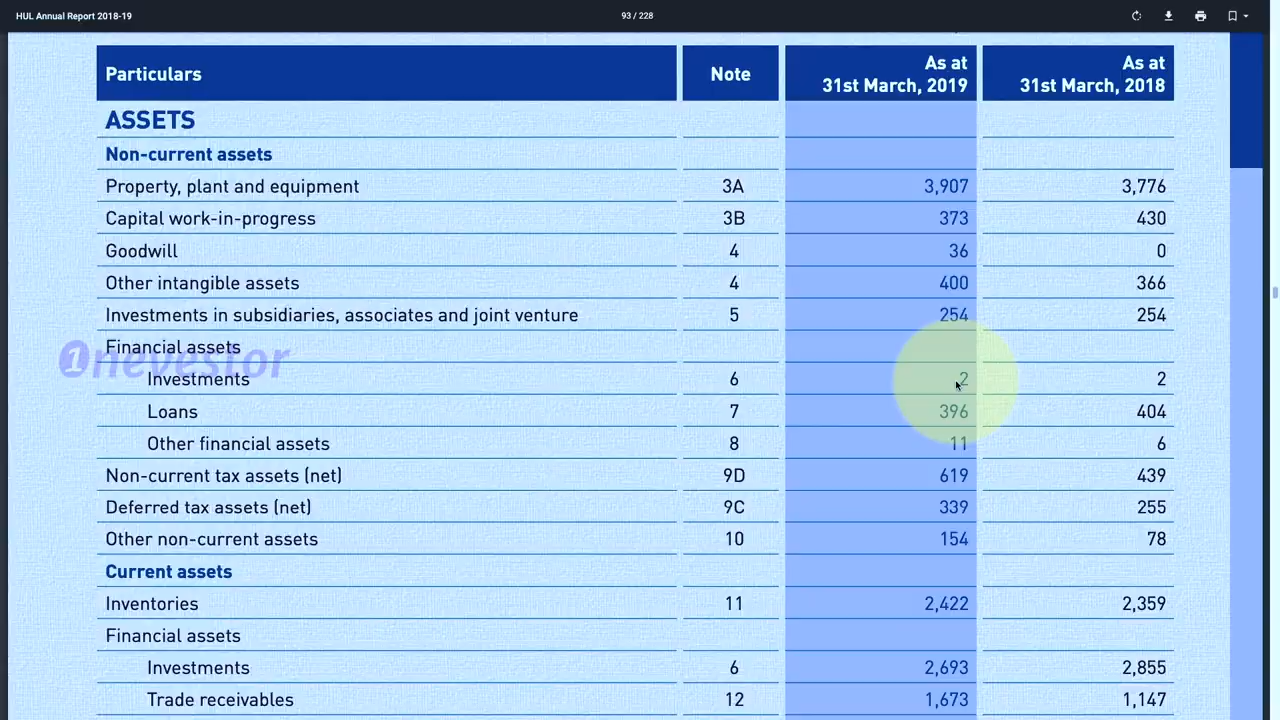 HUL Annual Report 2018-19
93 / 228
Particulars Note As at 31st March, 2019 As at 31st March, 2018
ASSETS
Non-current assets
Property, plant and equipment 3A 3,907 3,776
Capital work-in-progress 3B 373 430
Goodwill 4 36 0
Other intangible assets 4 400 366
Investments in subsidiaries, associates and joint venture 5 254 254
Financial assets
1nevestor
Investments 6 2 2
Loans 7 396 404
Other financial assets 8 11 6
Non-current tax assets (net) 9D 619 439
Deferred tax assets (net) 9C 339 255
Other non-current assets 10 154 78
Current assets
Inventories 11 2,422 2,359
Financial assets
Investments 6 2,693 2,855
Trade receivables 12 1,673 1,147